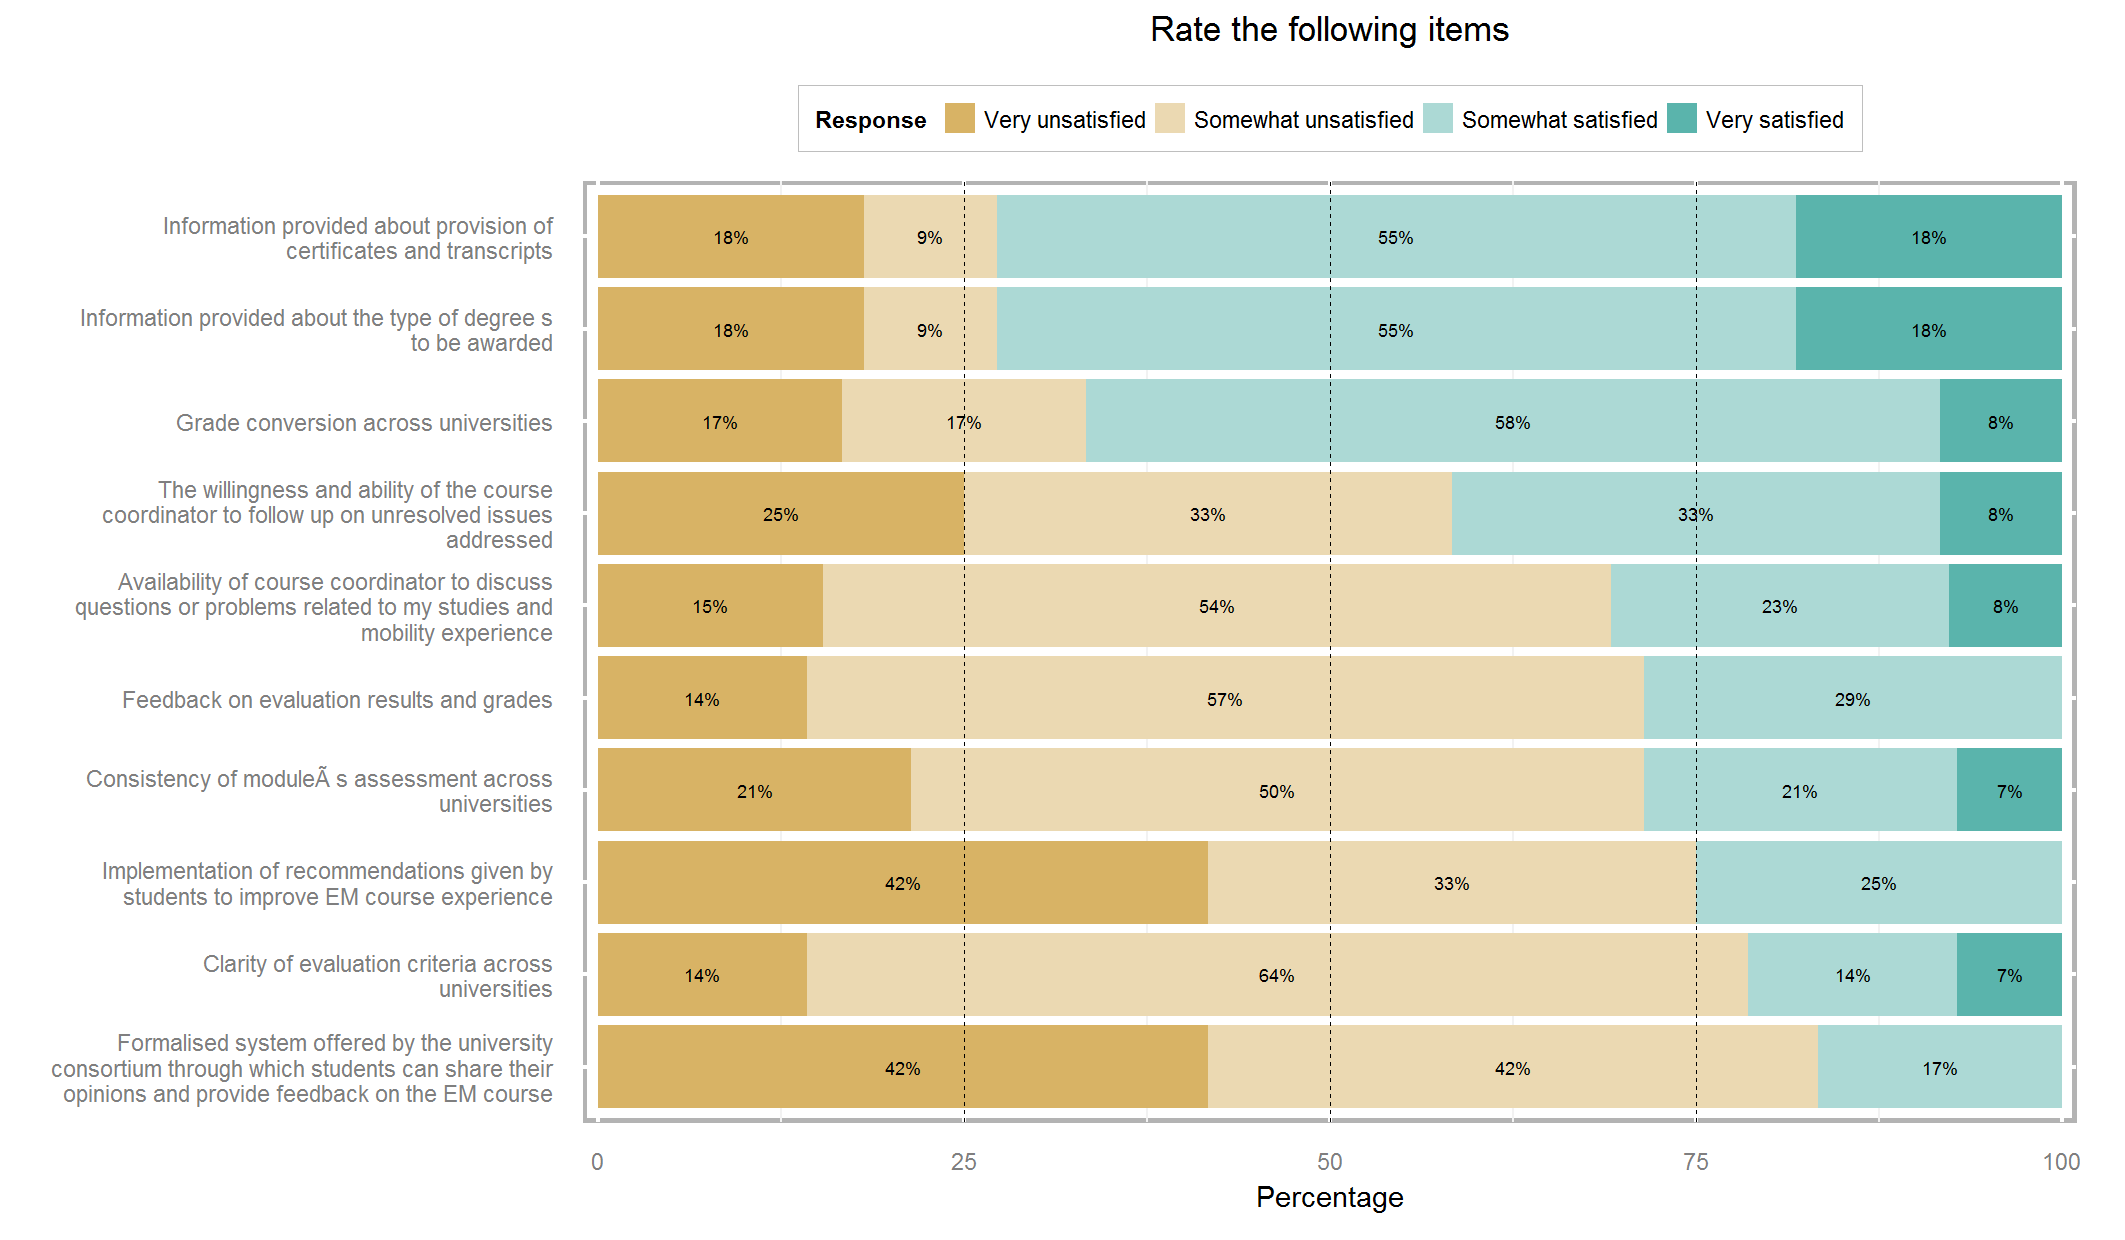 Rate the following items
Response Very unsatisfied Somewhat unsatisfied Somewhat satisfied Very satisfied
Information provided about provision of
certificates and transcripts
18% 9% 55% 18%
Information provided about the type of degree s
to be awarded
18% 9% 55% 18%
Grade conversion across universities
17% 17% 58% 8%
The willingness and ability of the course
coordinator to follow up on unresolved issues
addressed
25% 33% 33% 8%
Availability of course coordinator to discuss
questions or problems related to my studies and
mobility experience
15% 54% 23% 8%
Feedback on evaluation results and grades
14% 57% 29%
Consistency of moduleÃ s assessment across
universities
21% 50% 21% 7%
Implementation of recommendations given by
students to improve EM course experience
42% 33% 25%
Clarity of evaluation criteria across
universities
14% 64% 14% 7%
Formalised system offered by the university
consortium through which students can share their
opinions and provide feedback on the EM course
42% 42% 17%
0 25 50 75 100
Percentage